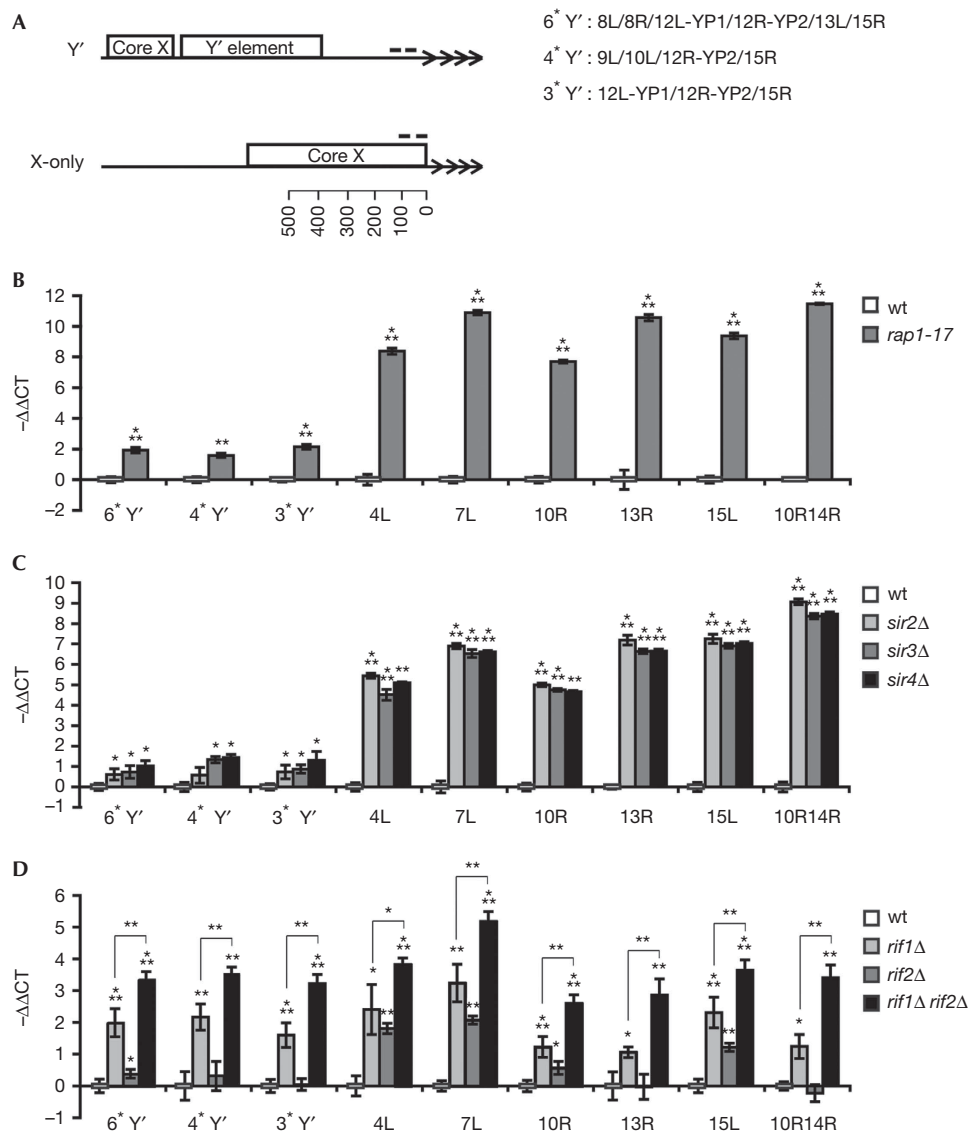 A
Y′
Core X
Y′ element
X-only
Core X
500
400
300
200
100
0
6* Y′ : 8L/8R/12L-YP1/12R-YP2/13L/15R
4* Y′ : 9L/10L/12R-YP2/15R
3* Y′ : 12L-YP1/12R-YP2/15R
B
–ΔΔCT
12
10
8
6
4
2
0
–2
* ** ** * ** * ** * ** * ** * ** * ** * **
6* Y′ 4* Y′ 3* Y′ 4L 7L 10R 13R 15L 10R14R
wt
rap1-17
C
–ΔΔCT
10
9
8
7
6
5
4
3
2
1
0
–1
* * * * * * * * * ** * ** ** * ** * ** * ** * ** ** ** * ** * ** * ** * ** * ** * ** * ** * ** * **
6* Y′ 4* Y′ 3* Y′ 4L 7L 10R 13R 15L 10R14R
wt
sir2Δ
sir3Δ
sir4Δ
D
–ΔΔCT
6
5
4
3
2
1
0
–1
** ** ** * ** ** ** ** **
* ** * * ** ** ** * ** * ** * ** ** * ** ** * ** * ** * * ** * ** * ** ** * ** * **
6* Y′ 4* Y′ 3* Y′ 4L 7L 10R 13R 15L 10R14R
wt
rif1Δ
rif2Δ
rif1Δ rif2Δ